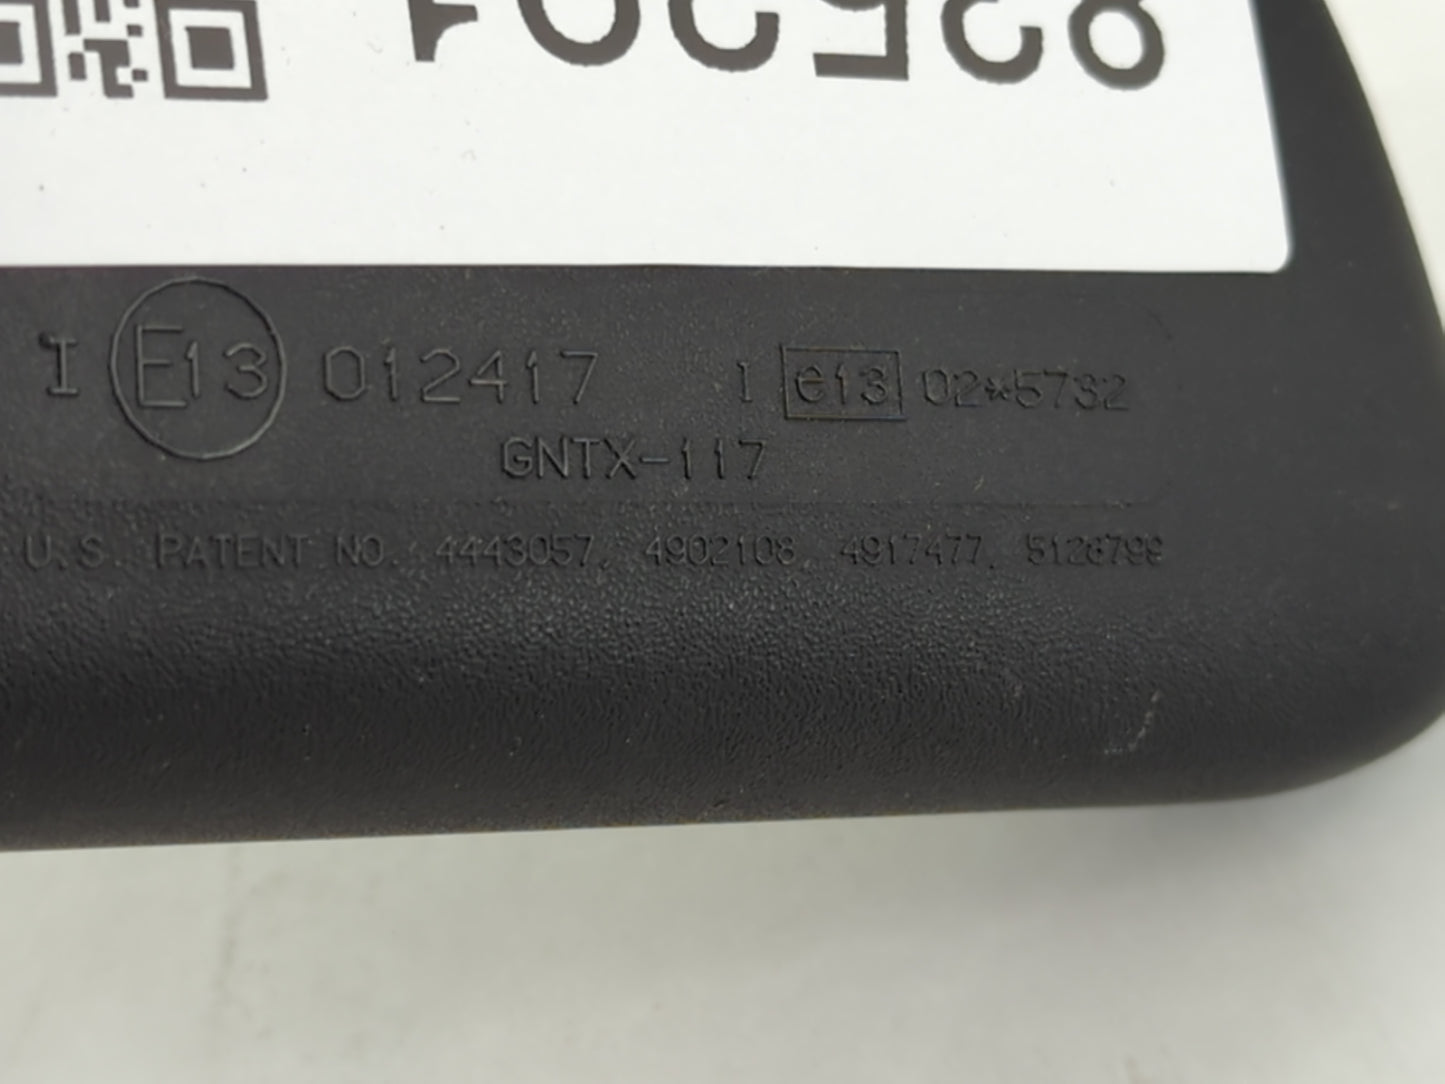 I E13 012417 I e13 02*5732
GNTX-117
U.S. PATENT NO. 4443057, 4902108, 4917477, 5128799